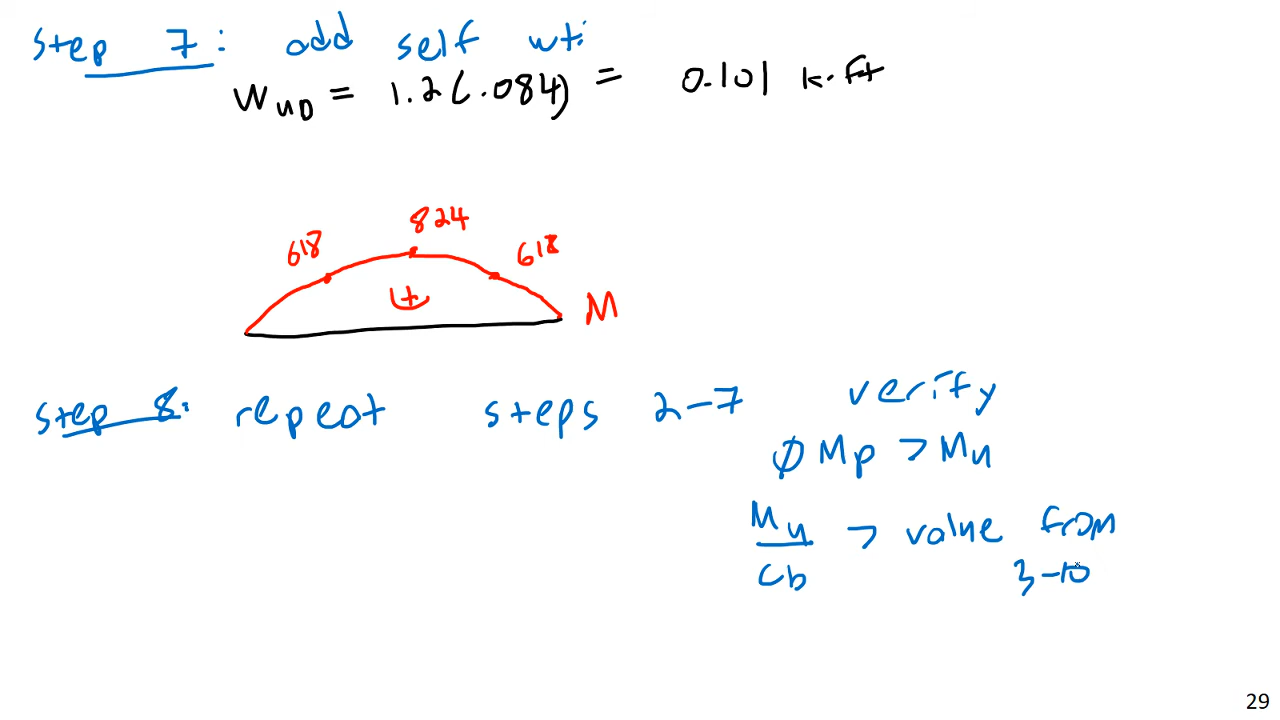 step 7: add self wt:
WuD = 1.2(.084) = 0.101 k.ft
824
618
618
+
M
step 8: repeat steps 2-7 verify
ϕMp > Mu
Mu/Cb > value from
3-10
29